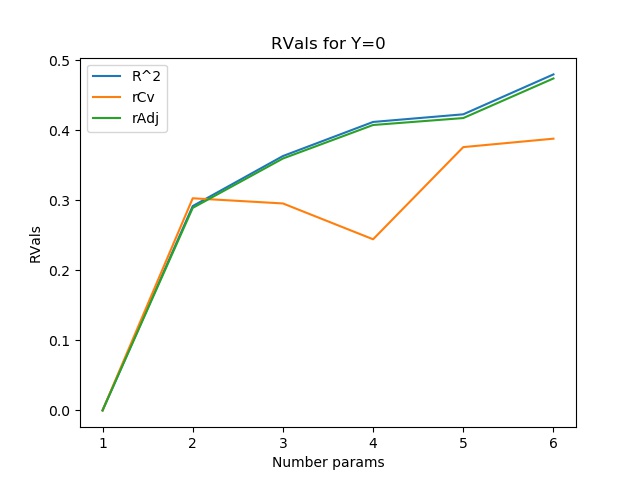 RVals for Y=0
R^2
rCv
rAdj
RVals
0.5
0.4
0.3
0.2
0.1
0.0
1 2 3 4 5 6
Number params